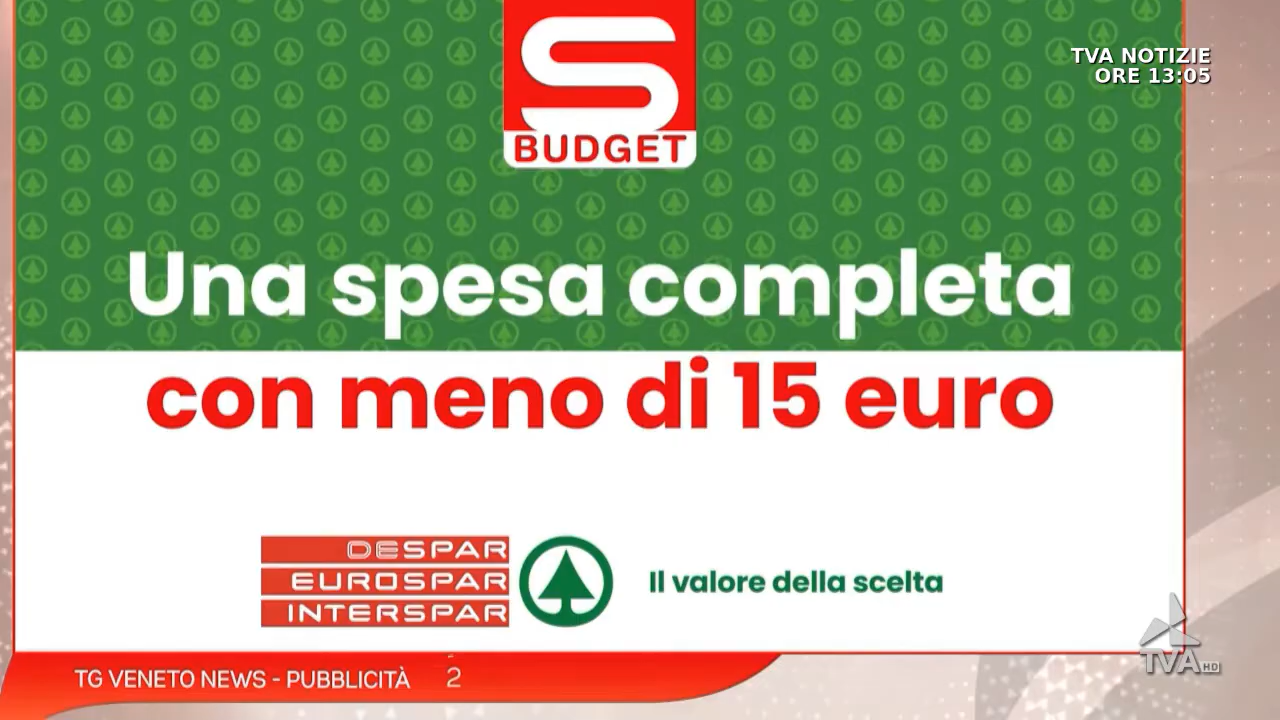 TVA NOTIZIE
ORE 13:05
S
BUDGET
Una spesa completa
con meno di 15 euro
DESPAR
EUROSPAR
INTERSPAR
Il valore della scelta
TVA HD
TG VENETO NEWS - PUBBLICITÀ 2